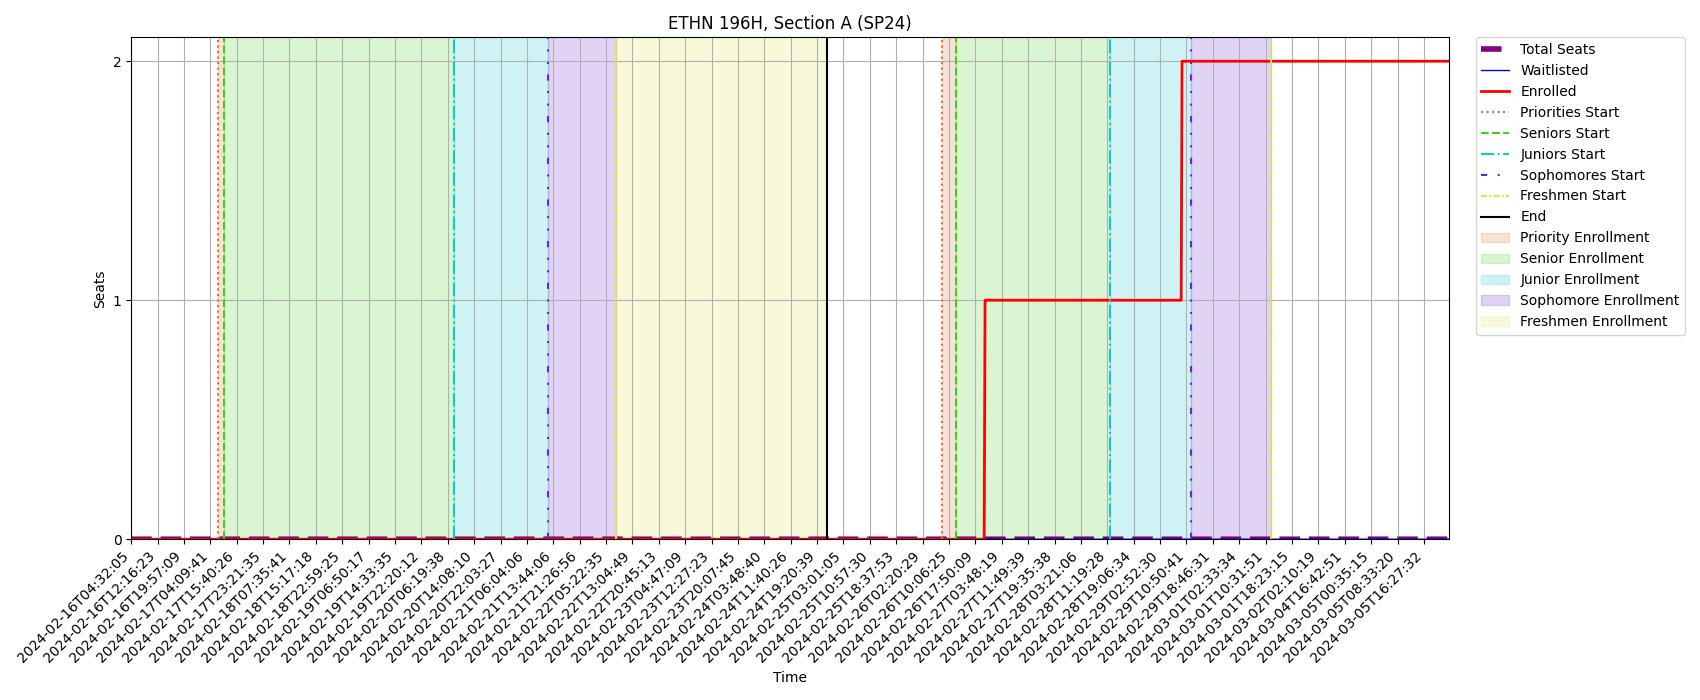 ETHN 196H, Section A (SP24)
Seats
2
1
0
2024-02-16T04:32:05
2024-02-16T12:16:23
2024-02-16T19:57:09
2024-02-17T04:09:41
2024-02-17T15:40:26
2024-02-17T23:21:35
2024-02-18T07:35:41
2024-02-18T15:17:18
2024-02-18T22:59:25
2024-02-19T06:50:17
2024-02-19T14:33:35
2024-02-19T22:20:12
2024-02-20T06:19:38
2024-02-20T14:08:10
2024-02-20T22:03:27
2024-02-21T06:04:06
2024-02-21T13:44:06
2024-02-21T21:26:56
2024-02-22T05:22:35
2024-02-22T13:04:49
2024-02-22T20:45:13
2024-02-23T04:47:09
2024-02-23T12:27:23
2024-02-23T20:07:45
2024-02-24T03:48:40
2024-02-24T11:40:26
2024-02-24T19:20:39
2024-02-25T03:01:05
2024-02-25T10:57:30
2024-02-25T18:37:53
2024-02-26T02:20:29
2024-02-26T10:06:25
2024-02-26T17:50:09
2024-02-27T03:48:19
2024-02-27T11:49:39
2024-02-27T19:35:38
2024-02-28T03:21:06
2024-02-28T11:19:28
2024-02-28T19:06:34
2024-02-29T02:52:30
2024-02-29T10:50:41
2024-02-29T18:46:31
2024-03-01T02:33:34
2024-03-01T10:31:51
2024-03-01T18:23:15
2024-03-02T02:10:19
2024-03-04T16:42:51
2024-03-05T00:35:15
2024-03-05T08:33:20
2024-03-05T16:27:32
Time
Total Seats
Waitlisted
Enrolled
Priorities Start
Seniors Start
Juniors Start
Sophomores Start
Freshmen Start
End
Priority Enrollment
Senior Enrollment
Junior Enrollment
Sophomore Enrollment
Freshmen Enrollment